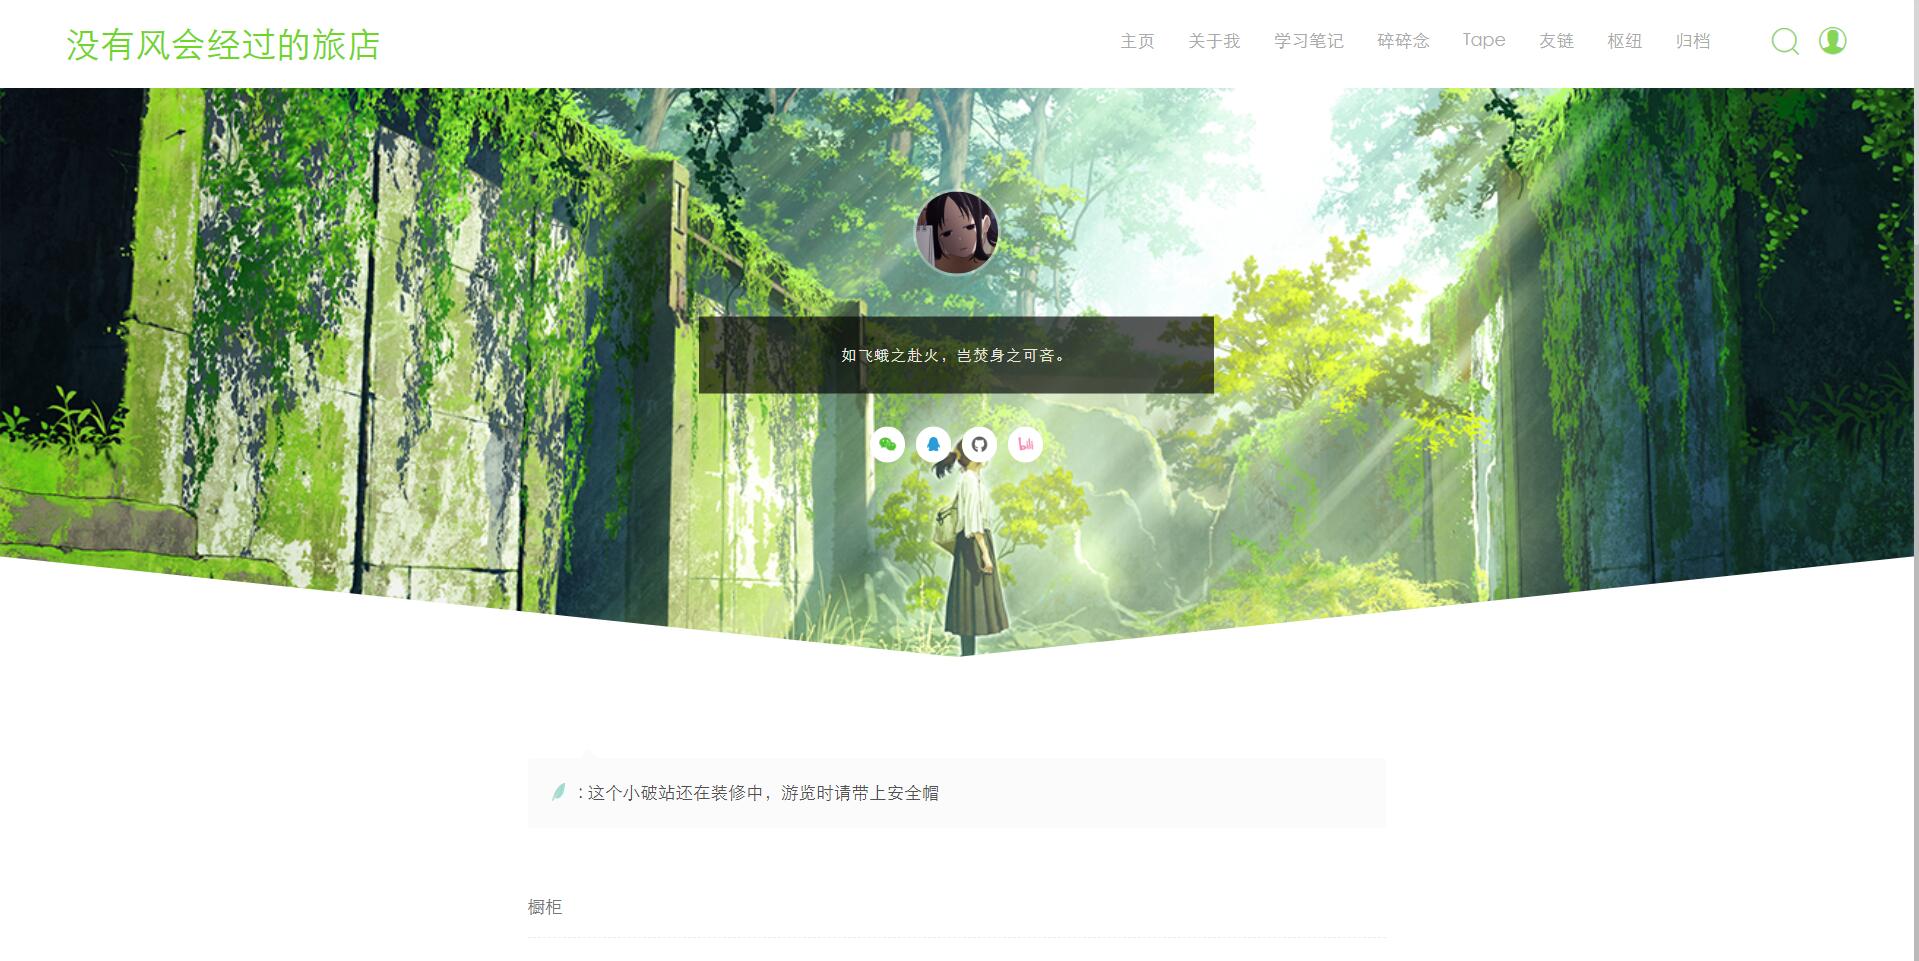 没有风会经过的旅店
主页 关于我 学习笔记 碎碎念 Tape 友链 枢纽 归档
如飞蛾之赴火，岂焚身之可吝。
bili
: 这个小破站还在装修中，游览时请带上安全帽
橱柜